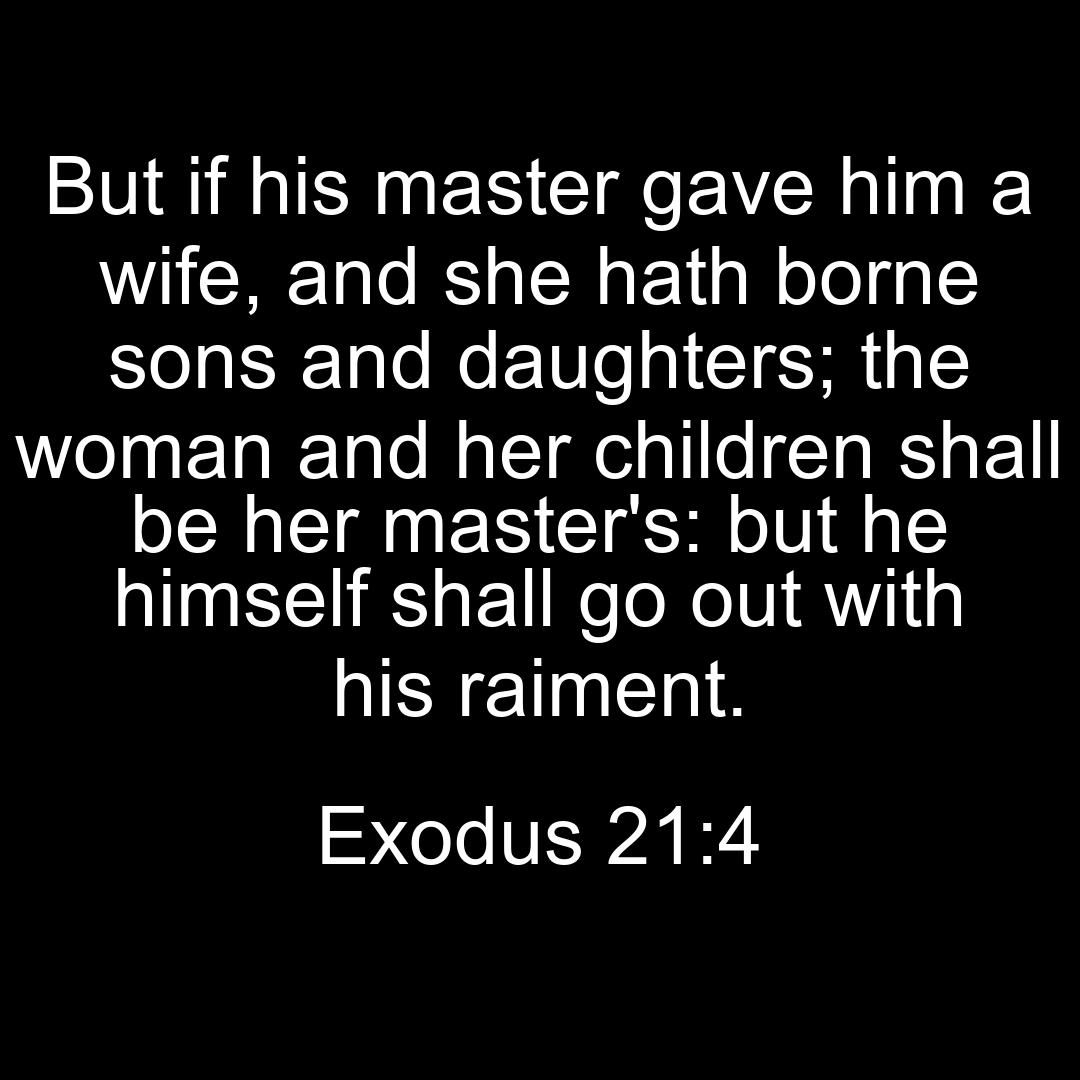 But if his master gave him a
wife, and she hath borne
sons and daughters; the
woman and her children shall
be her master's: but he
himself shall go out with
his raiment.
Exodus 21:4